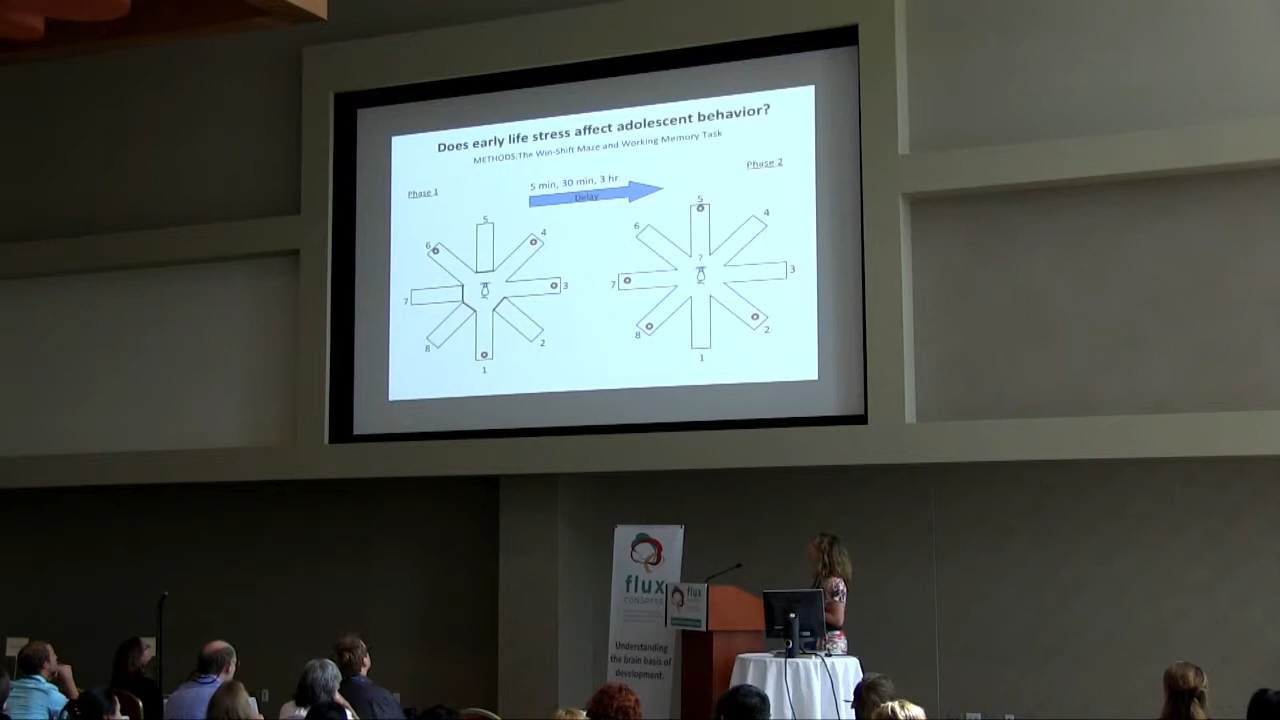 Does early life stress affect adolescent behavior?
METHODS:The Win-Shift Maze and Working Memory Task
Phase 1
5 min, 30 min, 3 hr
Delay
Phase 2
5
6
4
7
3
8
2
1
5
6
4
?
7
3
8
2
1
flux
CONGRESS
Understanding
the brain basis of
development.
flux